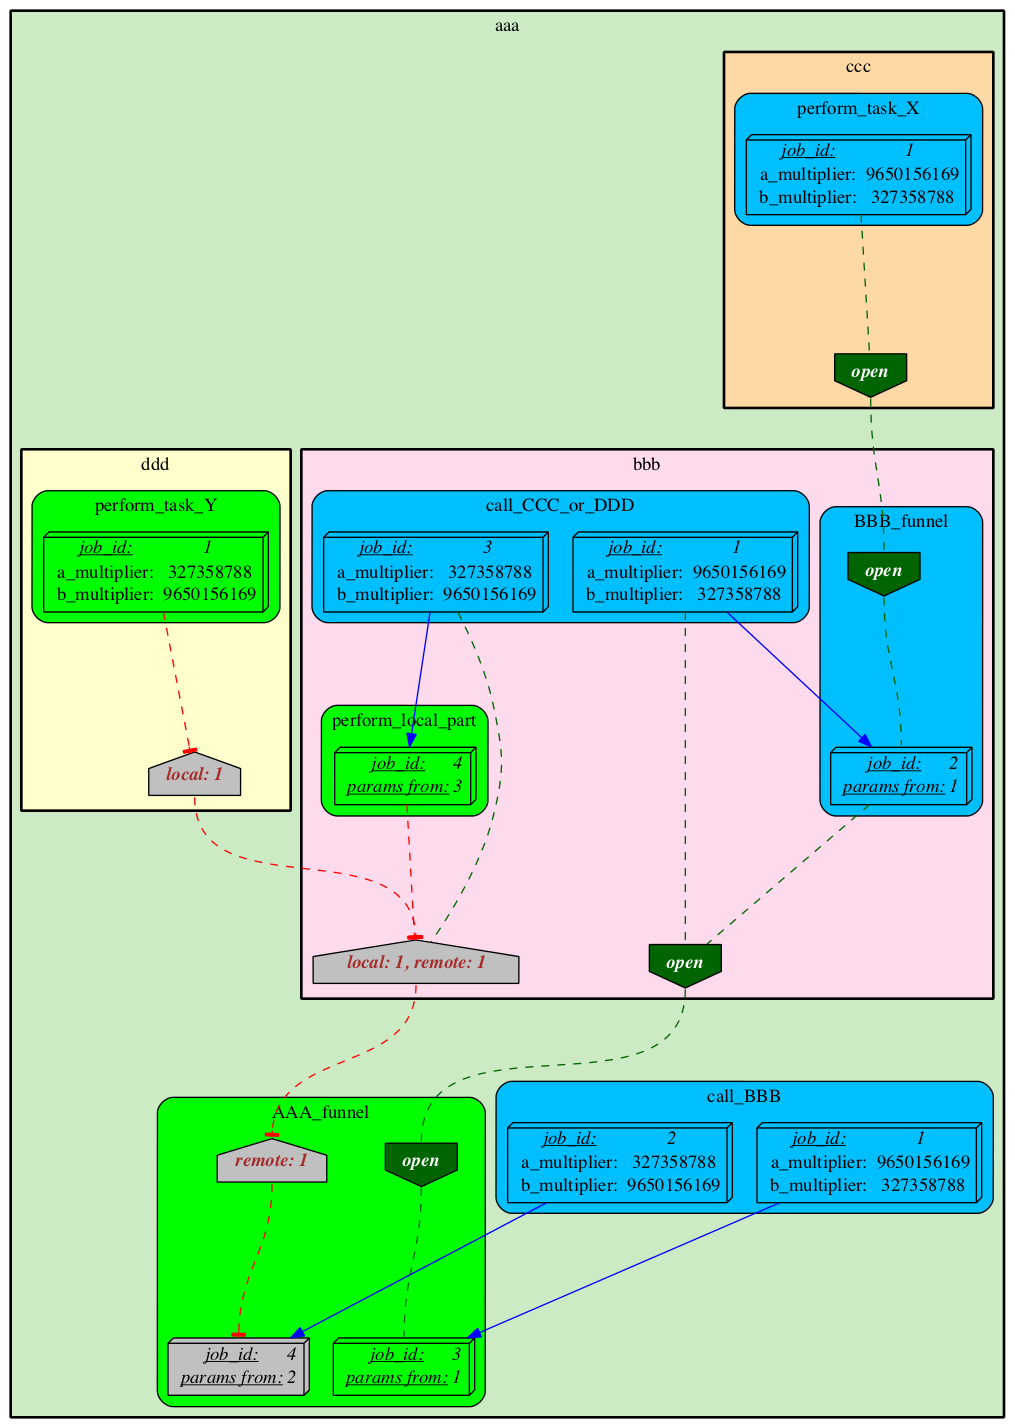 aaa
ccc
perform_task_X
job_id: 1
a_multiplier: 9650156169
b_multiplier: 327358788
open
ddd
perform_task_Y
job_id: 1
a_multiplier: 327358788
b_multiplier: 9650156169
local: 1
bbb
call_CCC_or_DDD
job_id: 3
a_multiplier: 327358788
b_multiplier: 9650156169
job_id: 1
a_multiplier: 9650156169
b_multiplier: 327358788
BBB_funnel
open
job_id: 2
params from: 1
perform_local_part
job_id: 4
params from: 3
local: 1, remote: 1
open
AAA_funnel
remote: 1
open
job_id: 4
params from: 2
job_id: 3
params from: 1
call_BBB
job_id: 2
a_multiplier: 327358788
b_multiplier: 9650156169
job_id: 1
a_multiplier: 9650156169
b_multiplier: 327358788